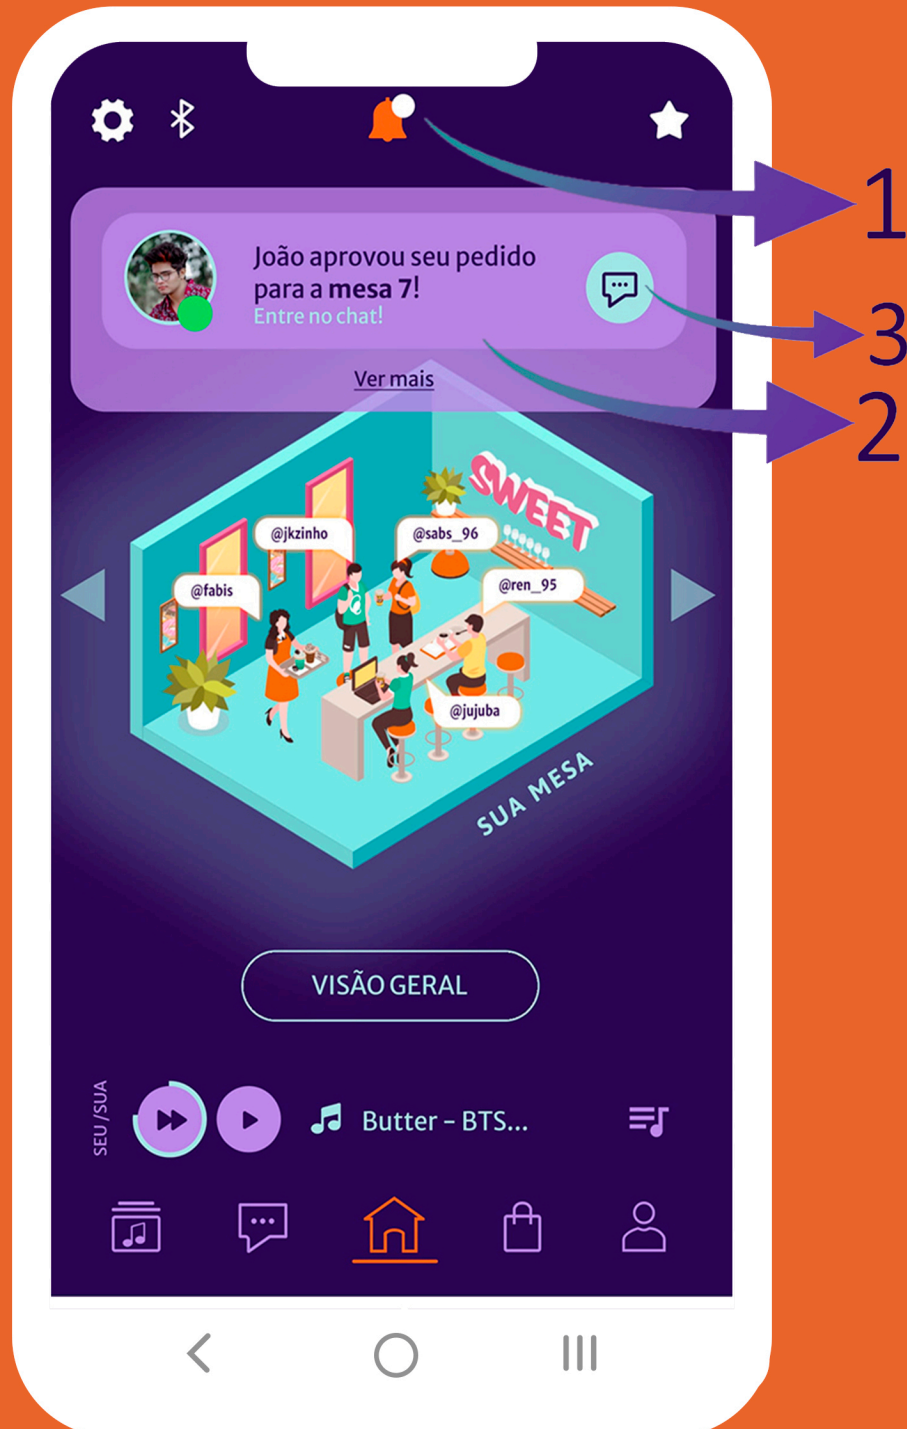 1
João aprovou seu pedido
para a mesa 7!
Entre no chat!
3
Ver mais
2
SWEET
@jkzinho
@sabs_96
@fabis
@ren_95
@jujuba
SUA MESA
VISÃO GERAL
SEU /SUA
Butter – BTS...